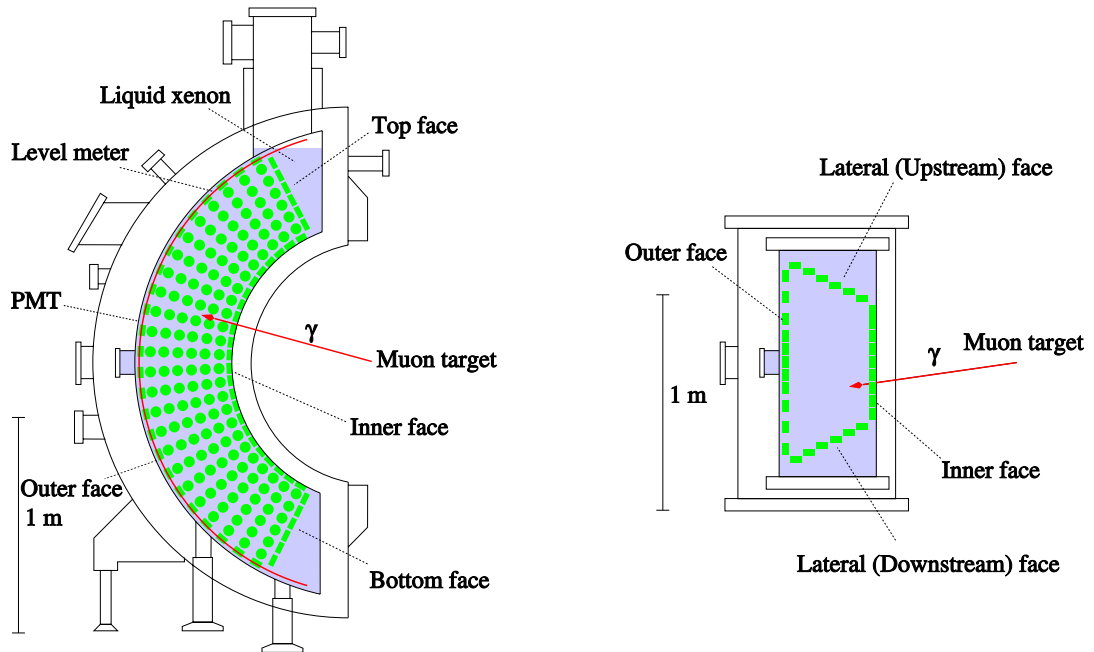 Liquid xenon
Top face
Level meter
PMT
γ
Muon target
Inner face
Outer face
1 m
Bottom face
Lateral (Upstream) face
Outer face
Muon target
γ
1 m
Inner face
Lateral (Downstream) face